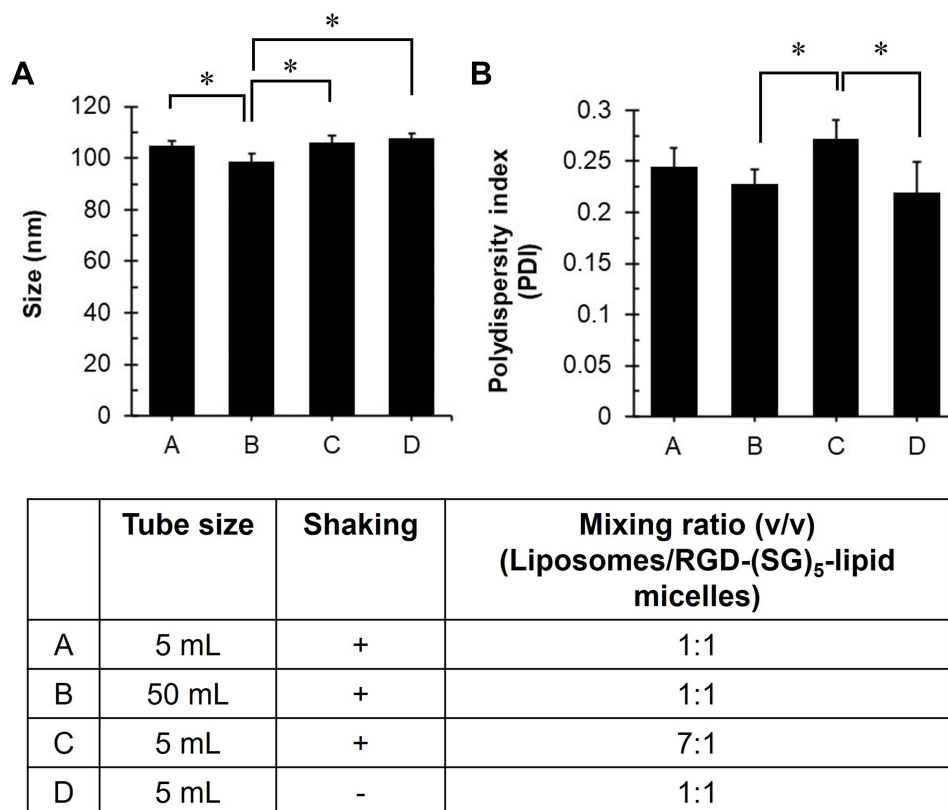 A
*
*
*
Size (nm)
120
100
80
60
40
20
0
A B C D
B
*
*
Polydispersity index
(PDI)
0.3
0.25
0.2
0.15
0.1
0.05
0
A B C D
Tube size Shaking Mixing ratio (v/v)
(Liposomes/RGD-(SG)₅-lipid
micelles)
A 5 mL + 1:1
B 50 mL + 1:1
C 5 mL + 7:1
D 5 mL - 1:1